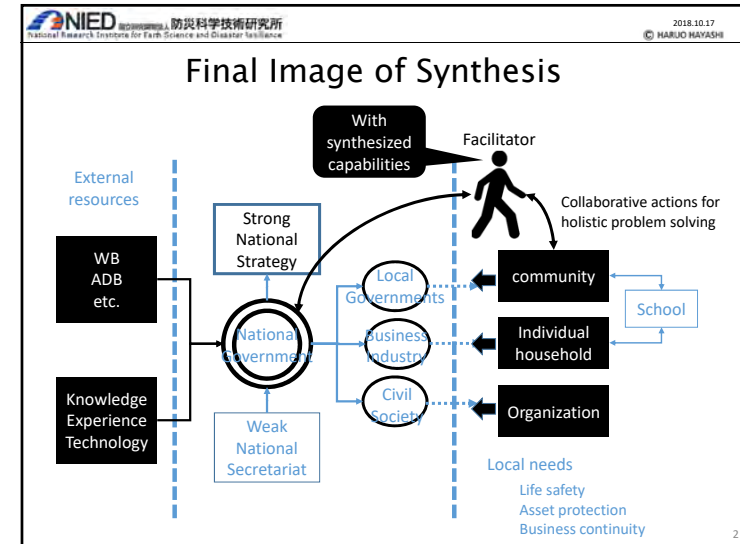 NIED 防災科学技術研究所
National Research Institute for Earth Science and Disaster Resilience
2018.10.17
© HARUO HAYASHI
Final Image of Synthesis
With
synthesized
capabilities
Facilitator
External
resources
Collaborative actions for
holistic problem solving
Strong
National
Strategy
WB
ADB
etc.
Local
Governments
community
School
National
Government
Business
Industry
Individual
household
Knowledge
Experience
Technology
Civil
Society
Organization
Weak
National
Secretariat
Local needs
Life safety
Asset protection
Business continuity
2